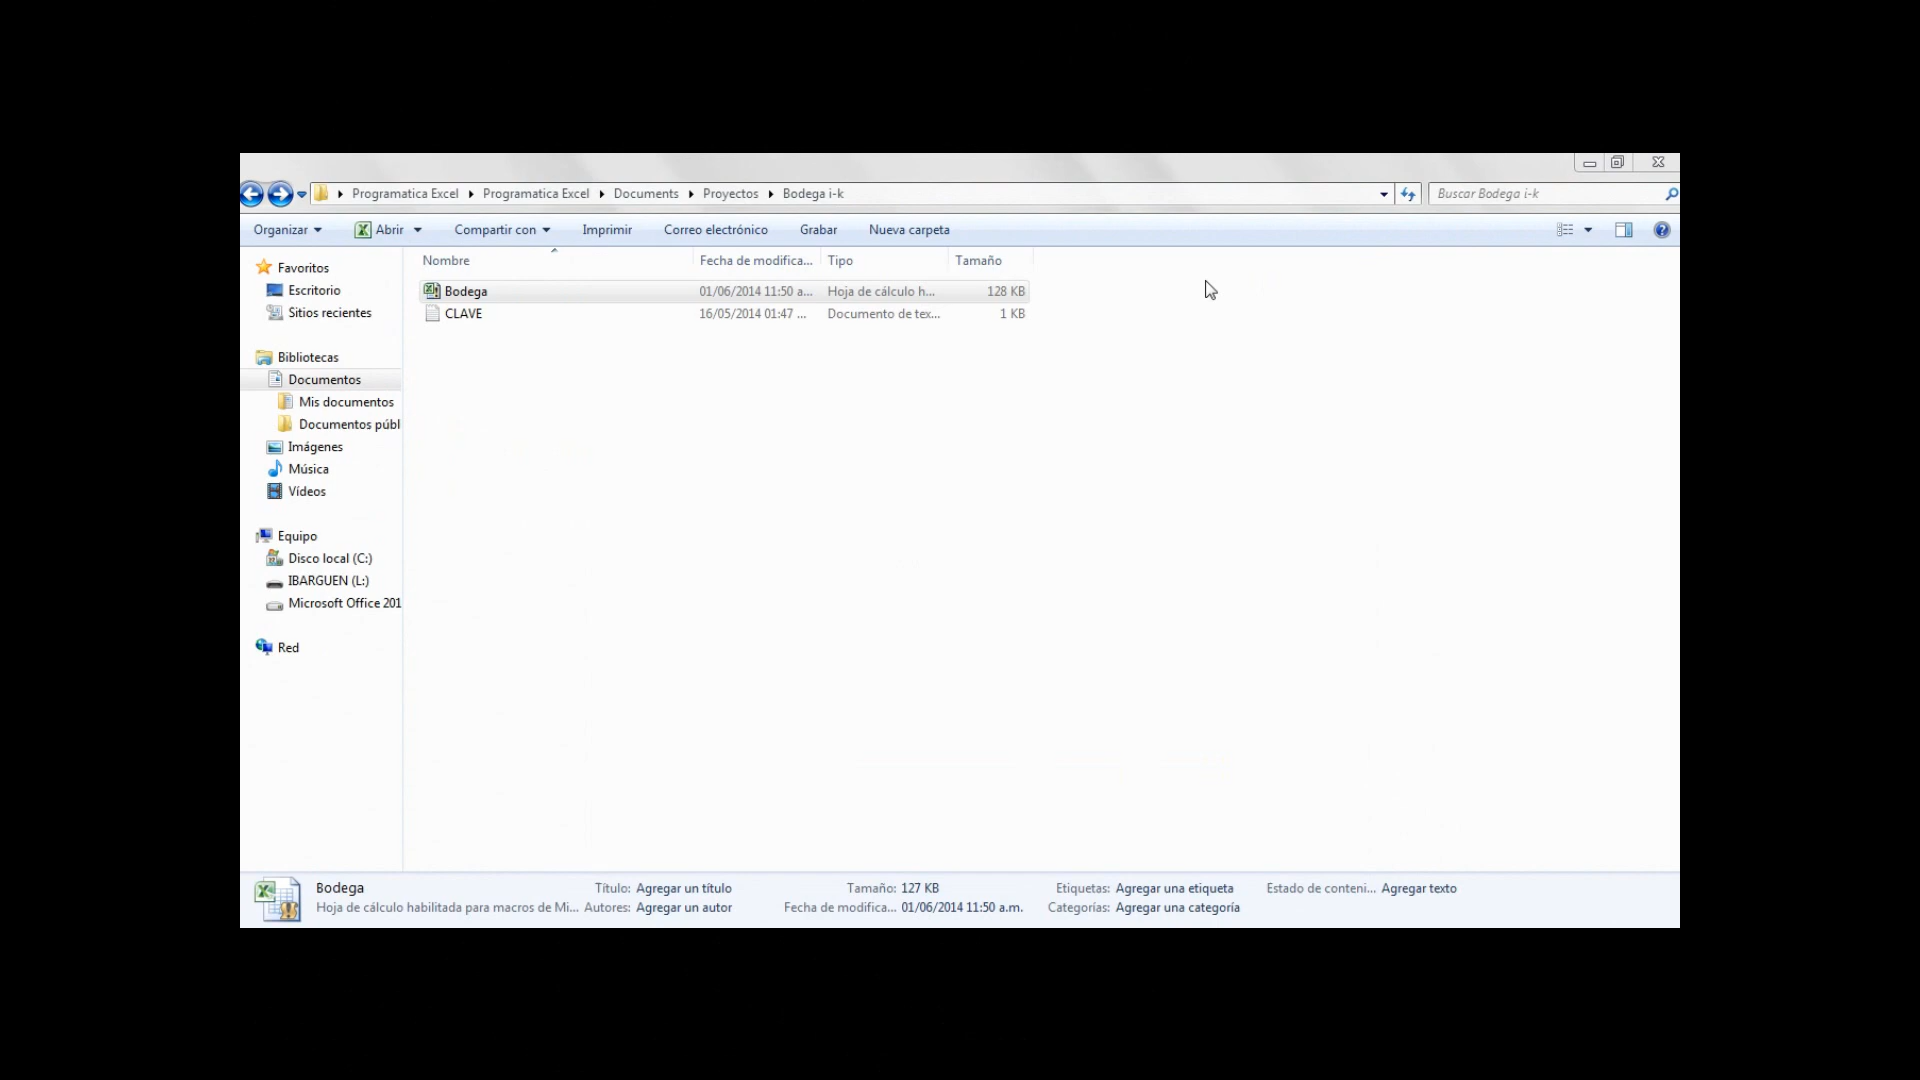 Programatica Excel Programatica Excel Documents Proyectos Bodega i-k Buscar Bodega i-k
Organizar Abrir Compartir con Imprimir Correo electrónico Grabar Nueva carpeta
Nombre Fecha de modifica... Tipo Tamaño
Bodega 01/06/2014 11:50 a... Hoja de cálculo h... 128 KB
CLAVE 16/05/2014 01:47 ... Documento de tex... 1 KB
Favoritos
Escritorio
Sitios recientes
Bibliotecas
Documentos
Mis documentos
Documentos públ
Imágenes
Música
Vídeos
Equipo
Disco local (C:)
IBARGUEN (L:)
Microsoft Office 201
Red
Bodega Título: Agregar un título Tamaño: 127 KB Etiquetas: Agregar una etiqueta Estado de conteni... Agregar texto
Hoja de cálculo habilitada para macros de Mi... Autores: Agregar un autor Fecha de modifica... 01/06/2014 11:50 a.m. Categorías: Agregar una categoría